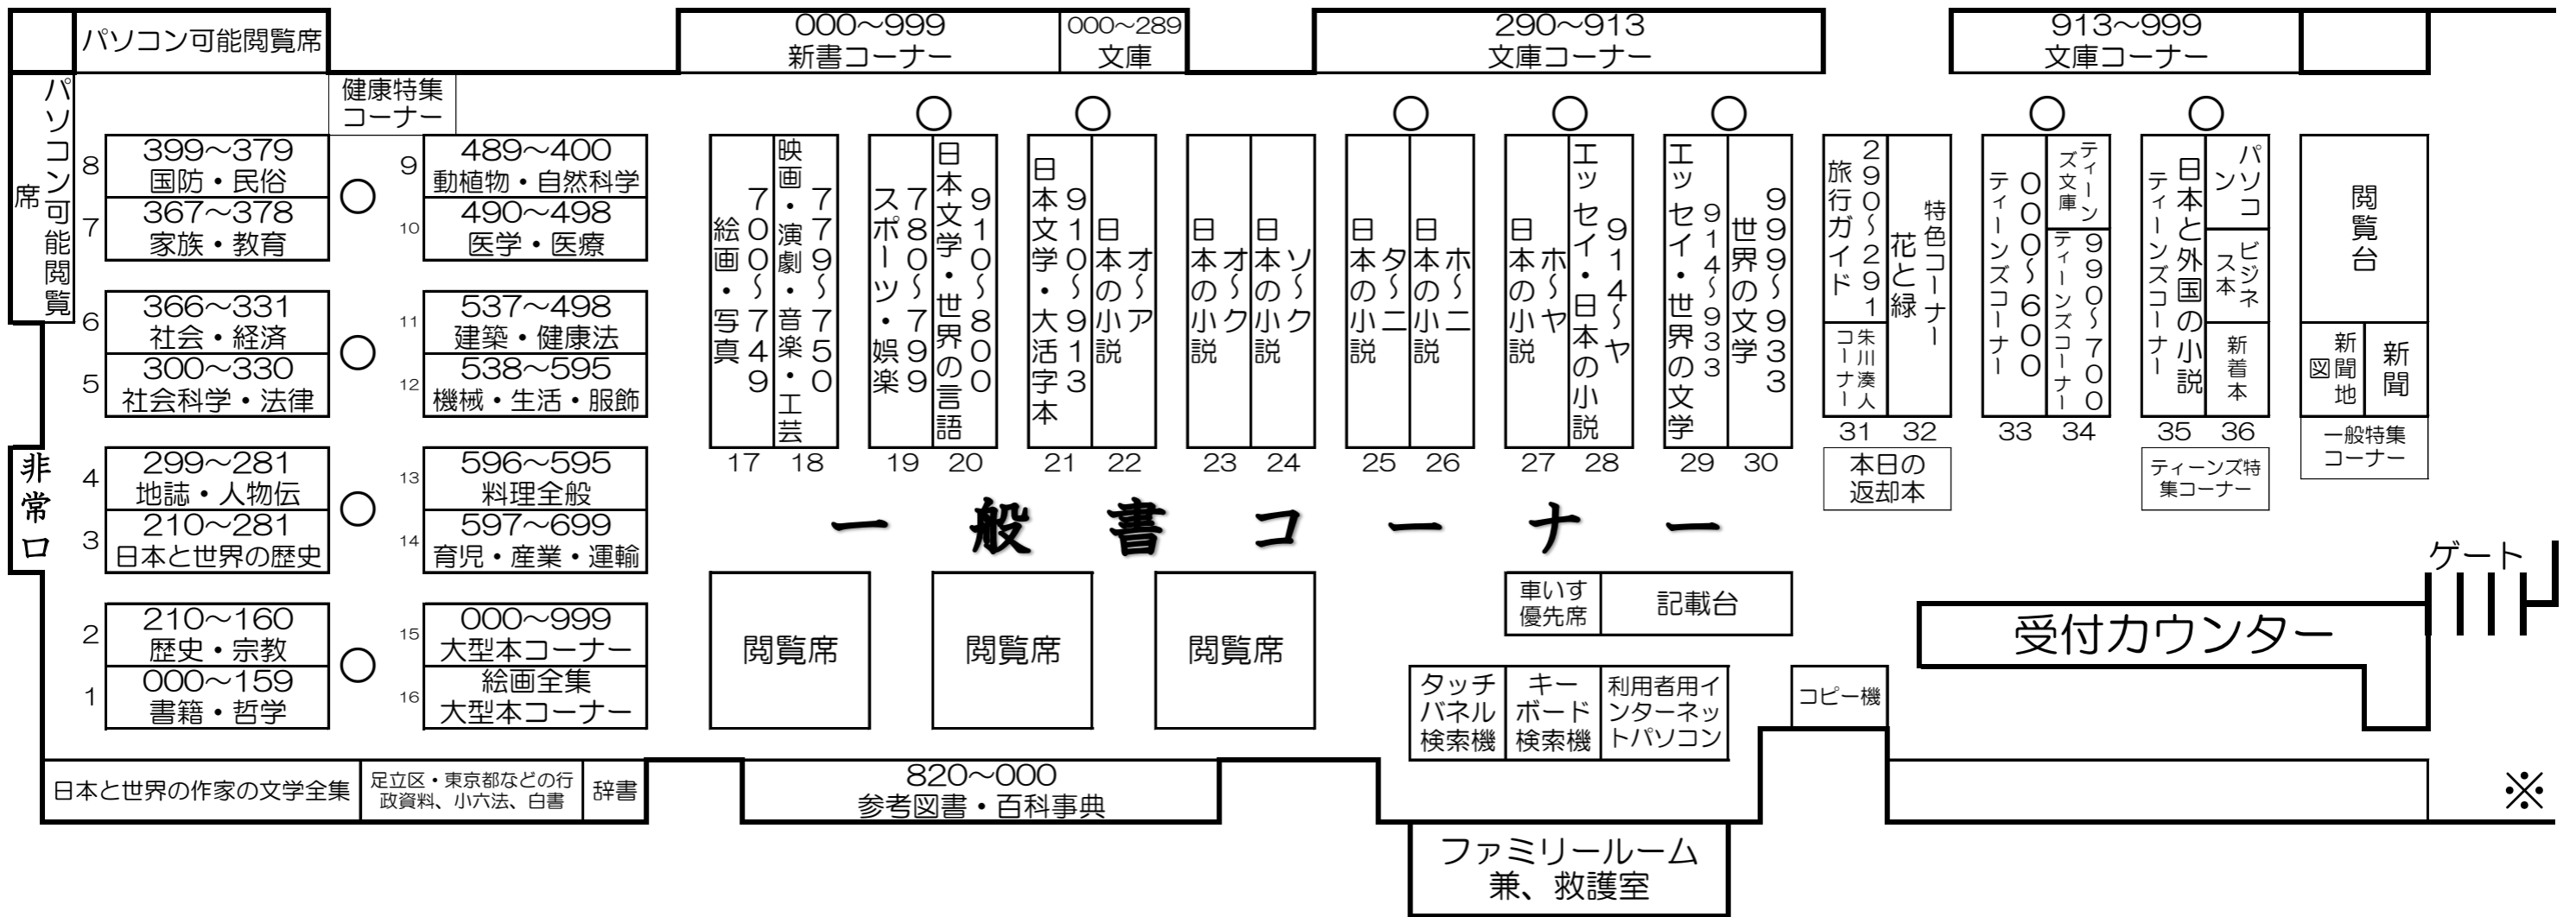 パソコン可能閲覧席
000～999
新書コーナー
000～289
文庫
290～913
文庫コーナー
913～999
文庫コーナー
パソコン可能閲覧
席
健康特集
コーナー
8
399～379
国防・民俗
7
367～378
家族・教育
6
366～331
社会・経済
5
300～330
社会科学・法律
4
299～281
地誌・人物伝
3
210～281
日本と世界の歴史
2
210～160
歴史・宗教
1
000～159
書籍・哲学
9
489～400
動植物・自然科学
10
490～498
医学・医療
11
537～498
建築・健康法
12
538～595
機械・生活・服飾
13
596～595
料理全般
14
597～699
育児・産業・運輸
15
000～999
大型本コーナー
16
絵画全集
大型本コーナー
非常口
700～749
絵画・写真
17
779～750
映画・演劇・音楽・工芸
18
780～799
スポーツ・娯楽
19
910～800
日本文学・世界の言語
20
910～913
日本文学・大活字本
21
オ～ア
日本の小説
22
オ～ク
日本の小説
23
ソ～ク
日本の小説
24
タ～ニ
日本の小説
25
ホ～ニ
日本の小説
26
ホ～ヤ
日本の小説
27
914～ヤ
エッセイ・日本の小説
28
914～933
エッセイ・世界の文学
29
999～933
世界の文学
30
290～291
旅行ガイド
朱川湊人
コーナー
31
特色コーナー
花と緑
32
本日の
返却本
000～600
ティーンズコーナー
33
ティーン
ズ文庫
990～700
ティーンズコーナー
34
日本と外国の小説
ティーンズコーナー
35
パソコ
ン
ビジネ
ス本
新着本
36
ティーンズ特
集コーナー
閲覧台
新聞地
図
新聞
一般特集
コーナー
一般書コーナー
閲覧席
閲覧席
閲覧席
車いす
優先席
記載台
タッチ
パネル
検索機
キー
ボード
検索機
利用者用イ
ンターネッ
トパソコン
コピー機
受付カウンター
ゲート
日本と世界の作家の文学全集
足立区・東京都などの行
政資料、小六法、白書
辞書
820～000
参考図書・百科事典
ファミリールーム
兼、救護室
※